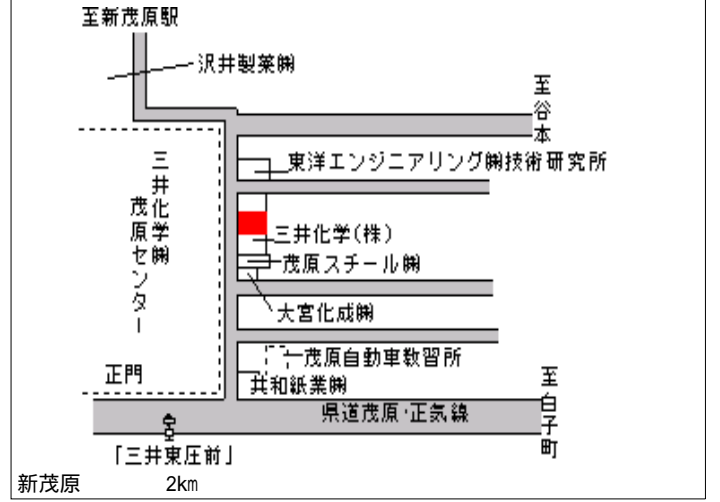 至新茂原駅
沢井製薬㈱
至谷本
東洋エンジニアリング㈱技術研究所
三井化学㈱
茂原センター
三井化学(株)
茂原スチール㈱
大宮化成㈱
茂原自動車教習所
正門
共和紙業㈱
県道茂原・正気線
至白子町
「三井東圧前」
新茂原 2km